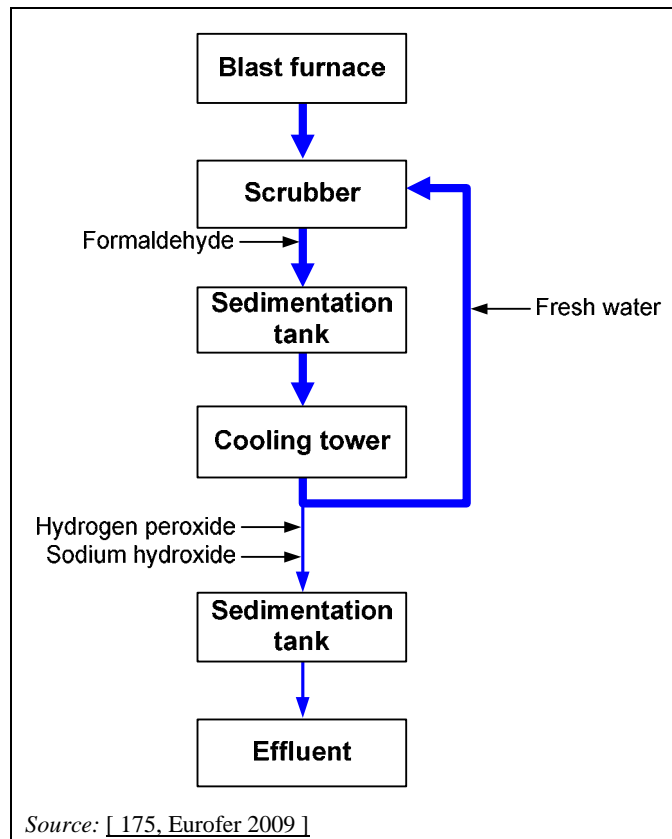 Blast furnace
Scrubber
Formaldehyde
Sedimentation
tank
Fresh water
Cooling tower
Hydrogen peroxide
Sodium hydroxide
Sedimentation
tank
Effluent
Source: [ 175, Eurofer 2009 ]